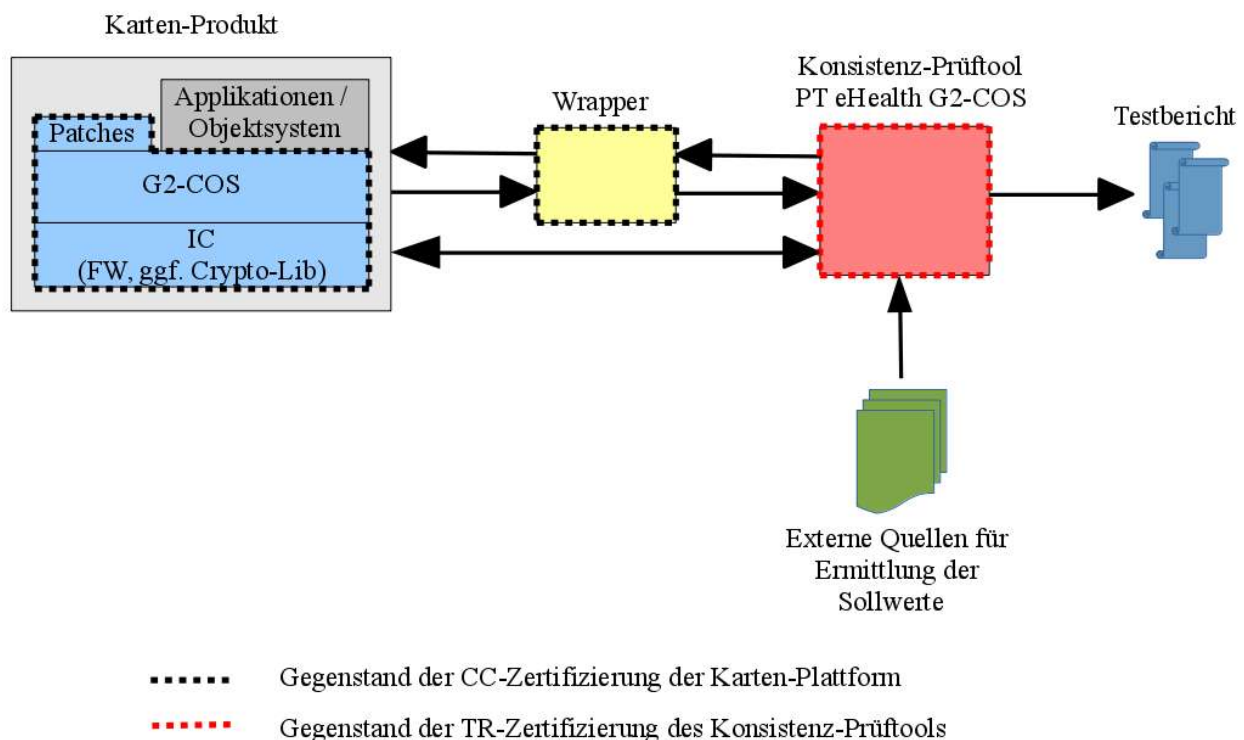 Karten-Produkt
Applikationen /
Objektsystem
Patches
G2-COS
IC
(FW, ggf. Crypto-Lib)
Wrapper
Konsistenz-Prüftool
PT eHealth G2-COS
Testbericht
Externe Quellen für
Ermittlung der
Sollwerte
Gegenstand der CC-Zertifizierung der Karten-Plattform
Gegenstand der TR-Zertifizierung des Konsistenz-Prüftools